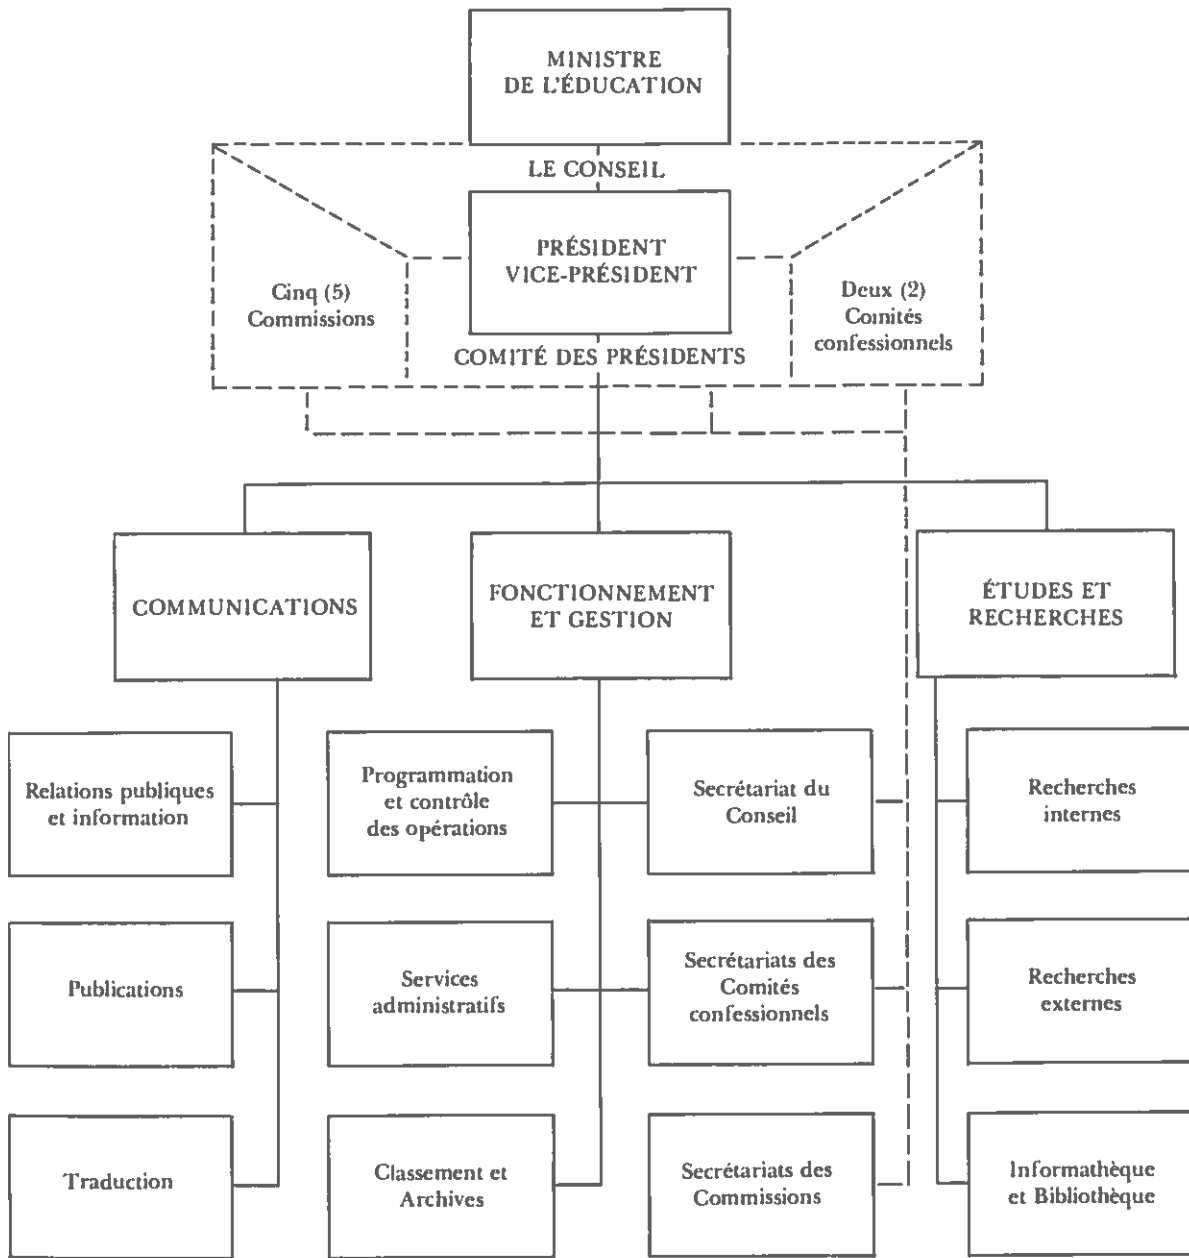 MINISTRE
DE L'ÉDUCATION
LE CONSEIL
PRÉSIDENT
VICE-PRÉSIDENT
Cinq (5)
Commissions
Deux (2)
Comités
confessionnels
COMITÉ DES PRÉSIDENTS
COMMUNICATIONS
FONCTIONNEMENT
ET GESTION
ÉTUDES ET
RECHERCHES
Relations publiques
et information
Programmation
et contrôle
des opérations
Secrétariat du
Conseil
Recherches
internes
Publications
Services
administratifs
Secrétariats des
Comités
confessionnels
Recherches
externes
Traduction
Classement et
Archives
Secrétariats des
Commissions
Informathèque
et Bibliothèque